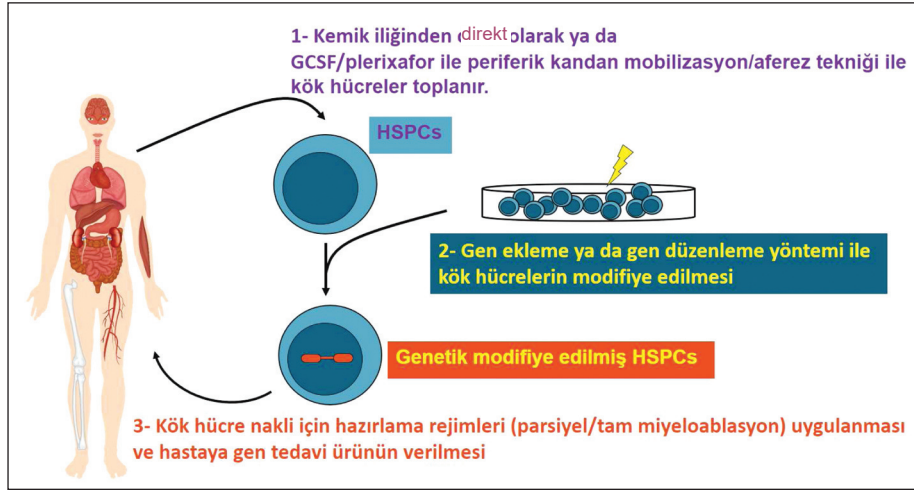 1- Kemik iliğinden direkt olarak ya da
GCSF/plerixafor ile periferik kandan mobilizasyon/aferez tekniği ile
kök hücreler toplanır.
HSPCs
2- Gen ekleme ya da gen düzenleme yöntemi ile
kök hücrelerin modifiye edilmesi
Genetik modifiye edilmiş HSPCs
3- Kök hücre nakli için hazırlama rejimleri (parsiyel/tam miyeloablasyon) uygulanması
ve hastaya gen tedavi ürünün verilmesi